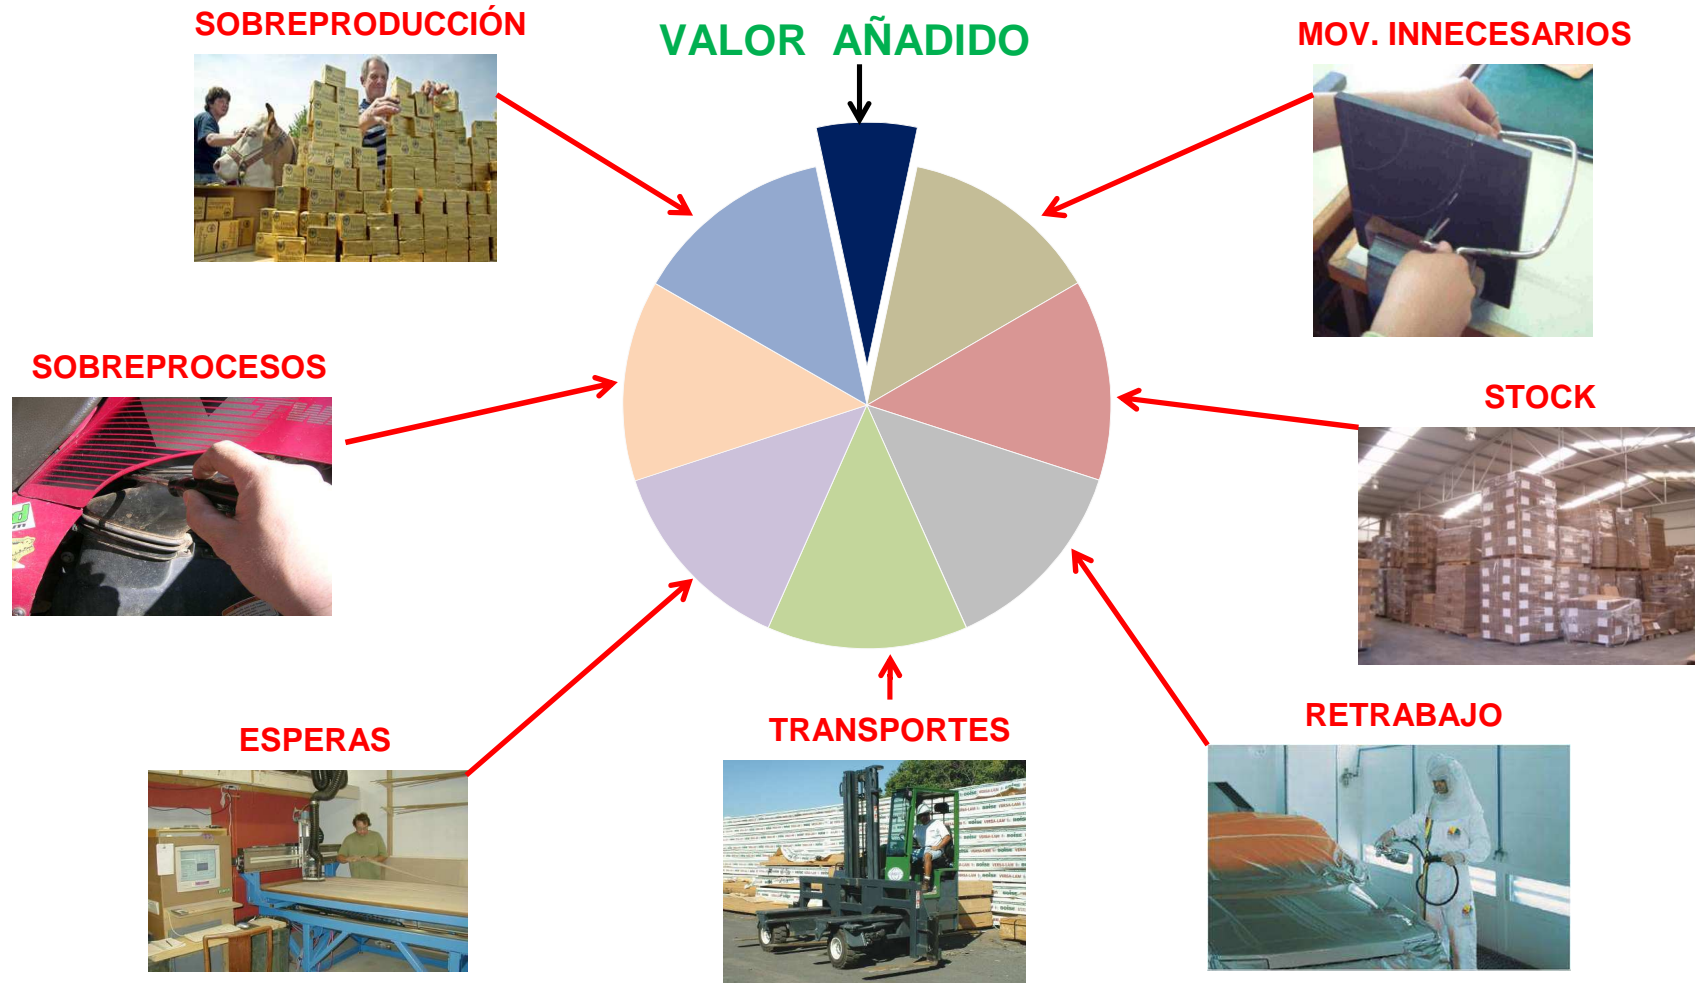 SOBREPRODUCCIÓN
VALOR AÑADIDO
MOV. INNECESARIOS
SOBREPROCESOS
STOCK
ESPERAS
TRANSPORTES
RETRABAJO